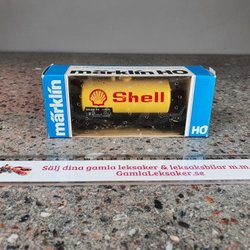 märklin HO
märklin
Shell
HO
Sälj dina gamla leksaker & leksaksbilar m.m
GamlaLeksaker.se